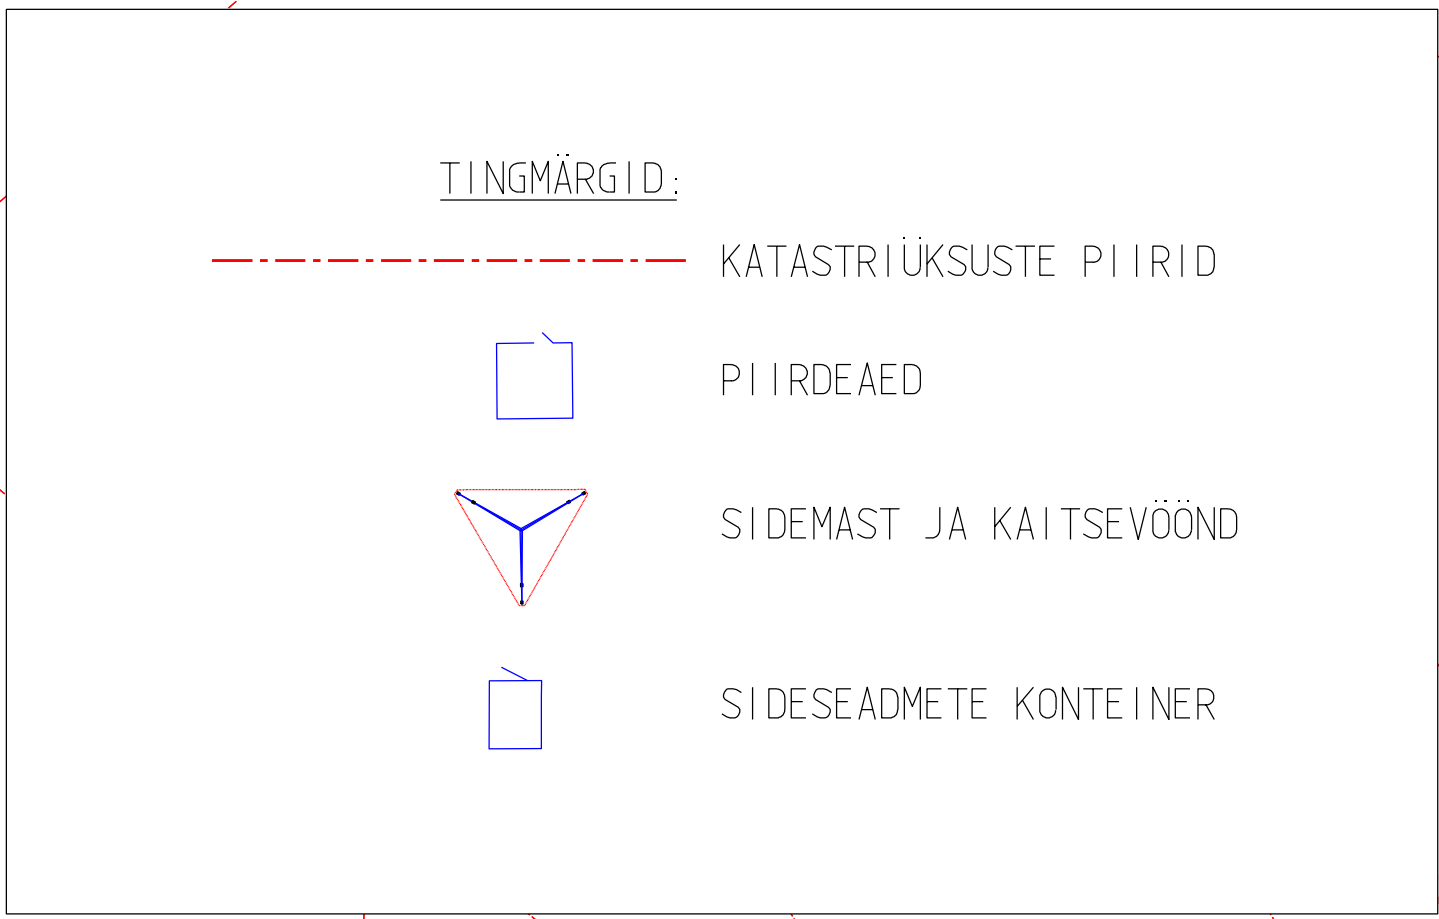 TINGMÄRGID:
KATASTRIÜKSUSTE PIIRID
PIIRDEAED
SIDEMAST JA KAITSEVÖÖND
SIDESEADMETE KONTEINER